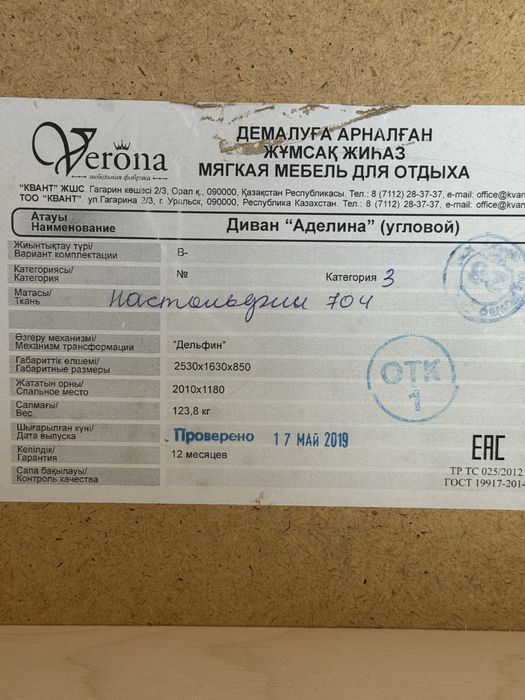 Verona
мебельная фабрика
ДЕМАЛУҒА АРНАЛҒАН
ЖҰМСАҚ ЖИҺАЗ
МЯГКАЯ МЕБЕЛЬ ДЛЯ ОТДЫХА
"КВАНТ" ЖШС. Гагарин көшесі 2/3, Орал қ., 090000, Қазақстан Республикасы. Тел.: 8 (7112) 28-37-37, e-mail: office@kvan
ТОО "КВАНТ". ул.Гагарина 2/3, г. Уральск, 090000, Республика Казахстан. Тел.: 8 (7112) 28-37-37, e-mail: office@kvan
Атауы
Наименование
Диван "Аделина" (угловой)
Жиынтықтау түрі/
Вариант комплектации
В-
Категориясы/
Категория
№
Категория 3
Матасы/
Ткань
704
Өзгеру механизмі/
Механизм трансформации
"Дельфин"
Габариттік өлшемі/
Габаритные размеры
2530х1630х850
Жататын орны/
Спальное место
2010х1180
Салмағы/
Вес
123,8 кг
ОТК
1
Шығарылған күні/
Дата выпуска
Проверено 17 МАЙ 2019
Кепілдік/
Гарантия
12 месяцев
Сапа бақылауы/
Контроль качества
ЕАС
ТР ТС 025/2012
ГОСТ 19917-201